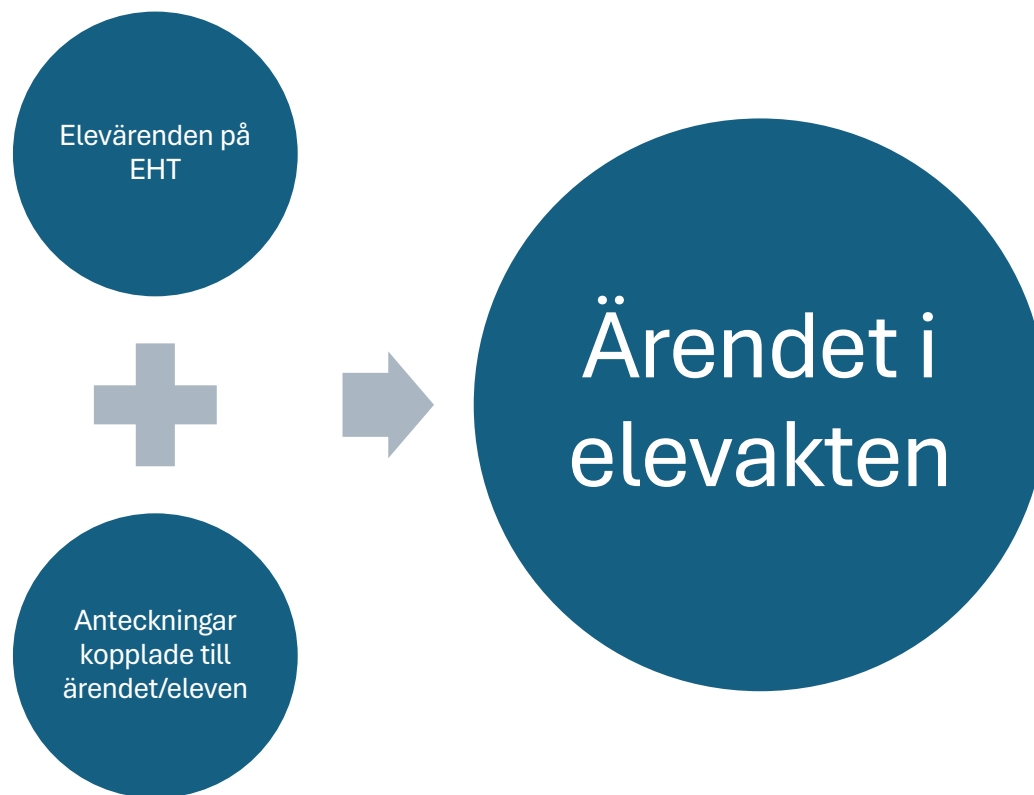 Elevärenden på
EHT
Anteckningar
kopplade till
ärendet/eleven
Ärendet i
elevakten